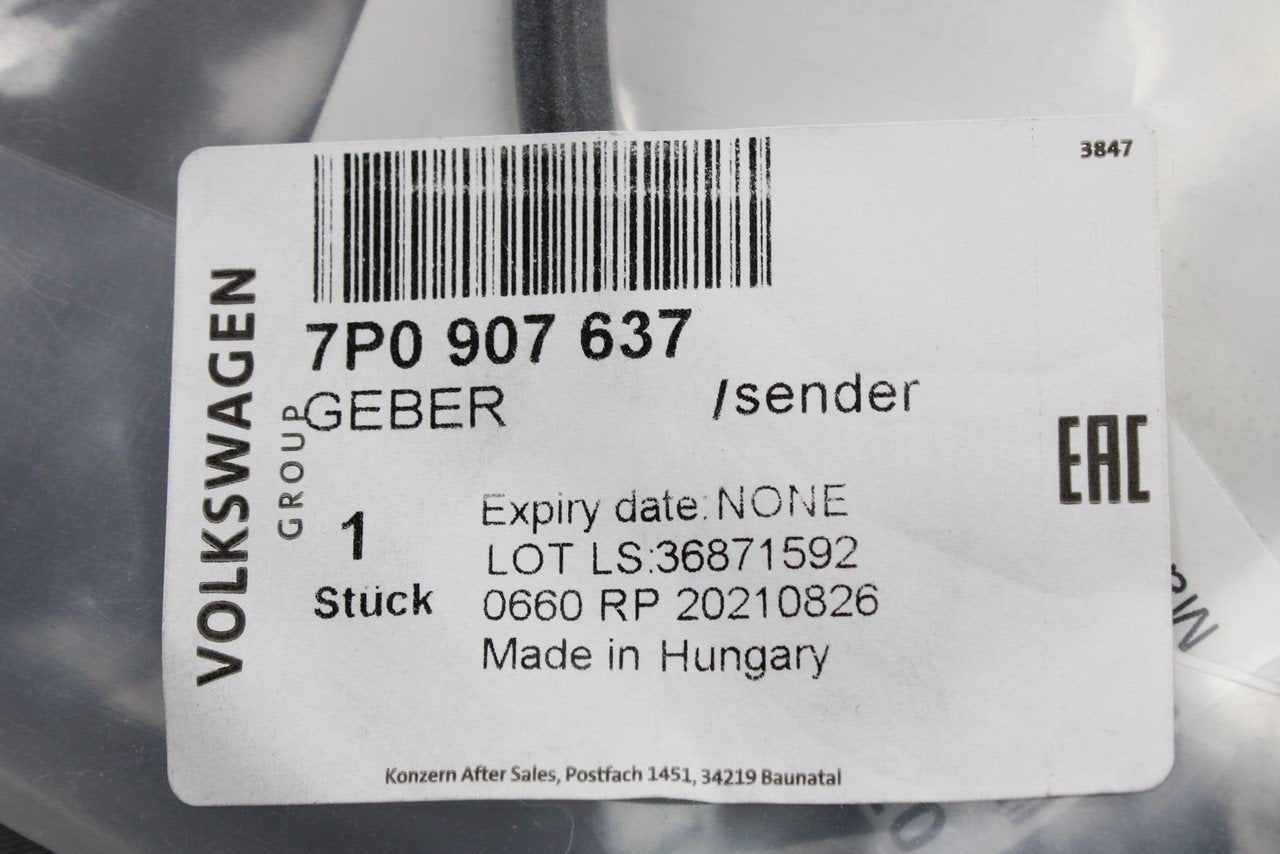 3847
7P0 907 637
GEBER /sender
VOLKSWAGEN
GROUP
EAC
1
Stück
Expiry date: NONE
LOT LS:36871592
0660 RP 20210826
Made in Hungary
Konzern After Sales, Postfach 1451, 34219 Baunatal